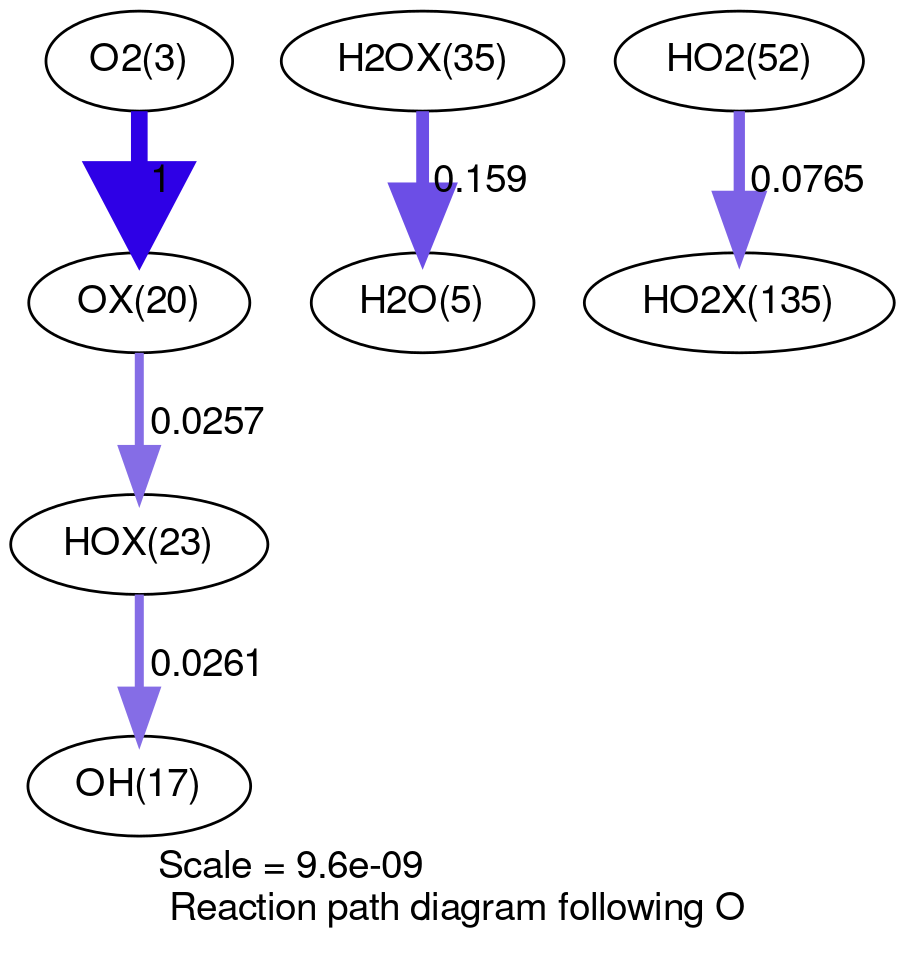 O2(3)
H2OX(35)
HO2(52)
1
0.159
0.0765
OX(20)
H2O(5)
HO2X(135)
0.0257
HOX(23)
0.0261
OH(17)
Scale = 9.6e-09
Reaction path diagram following O